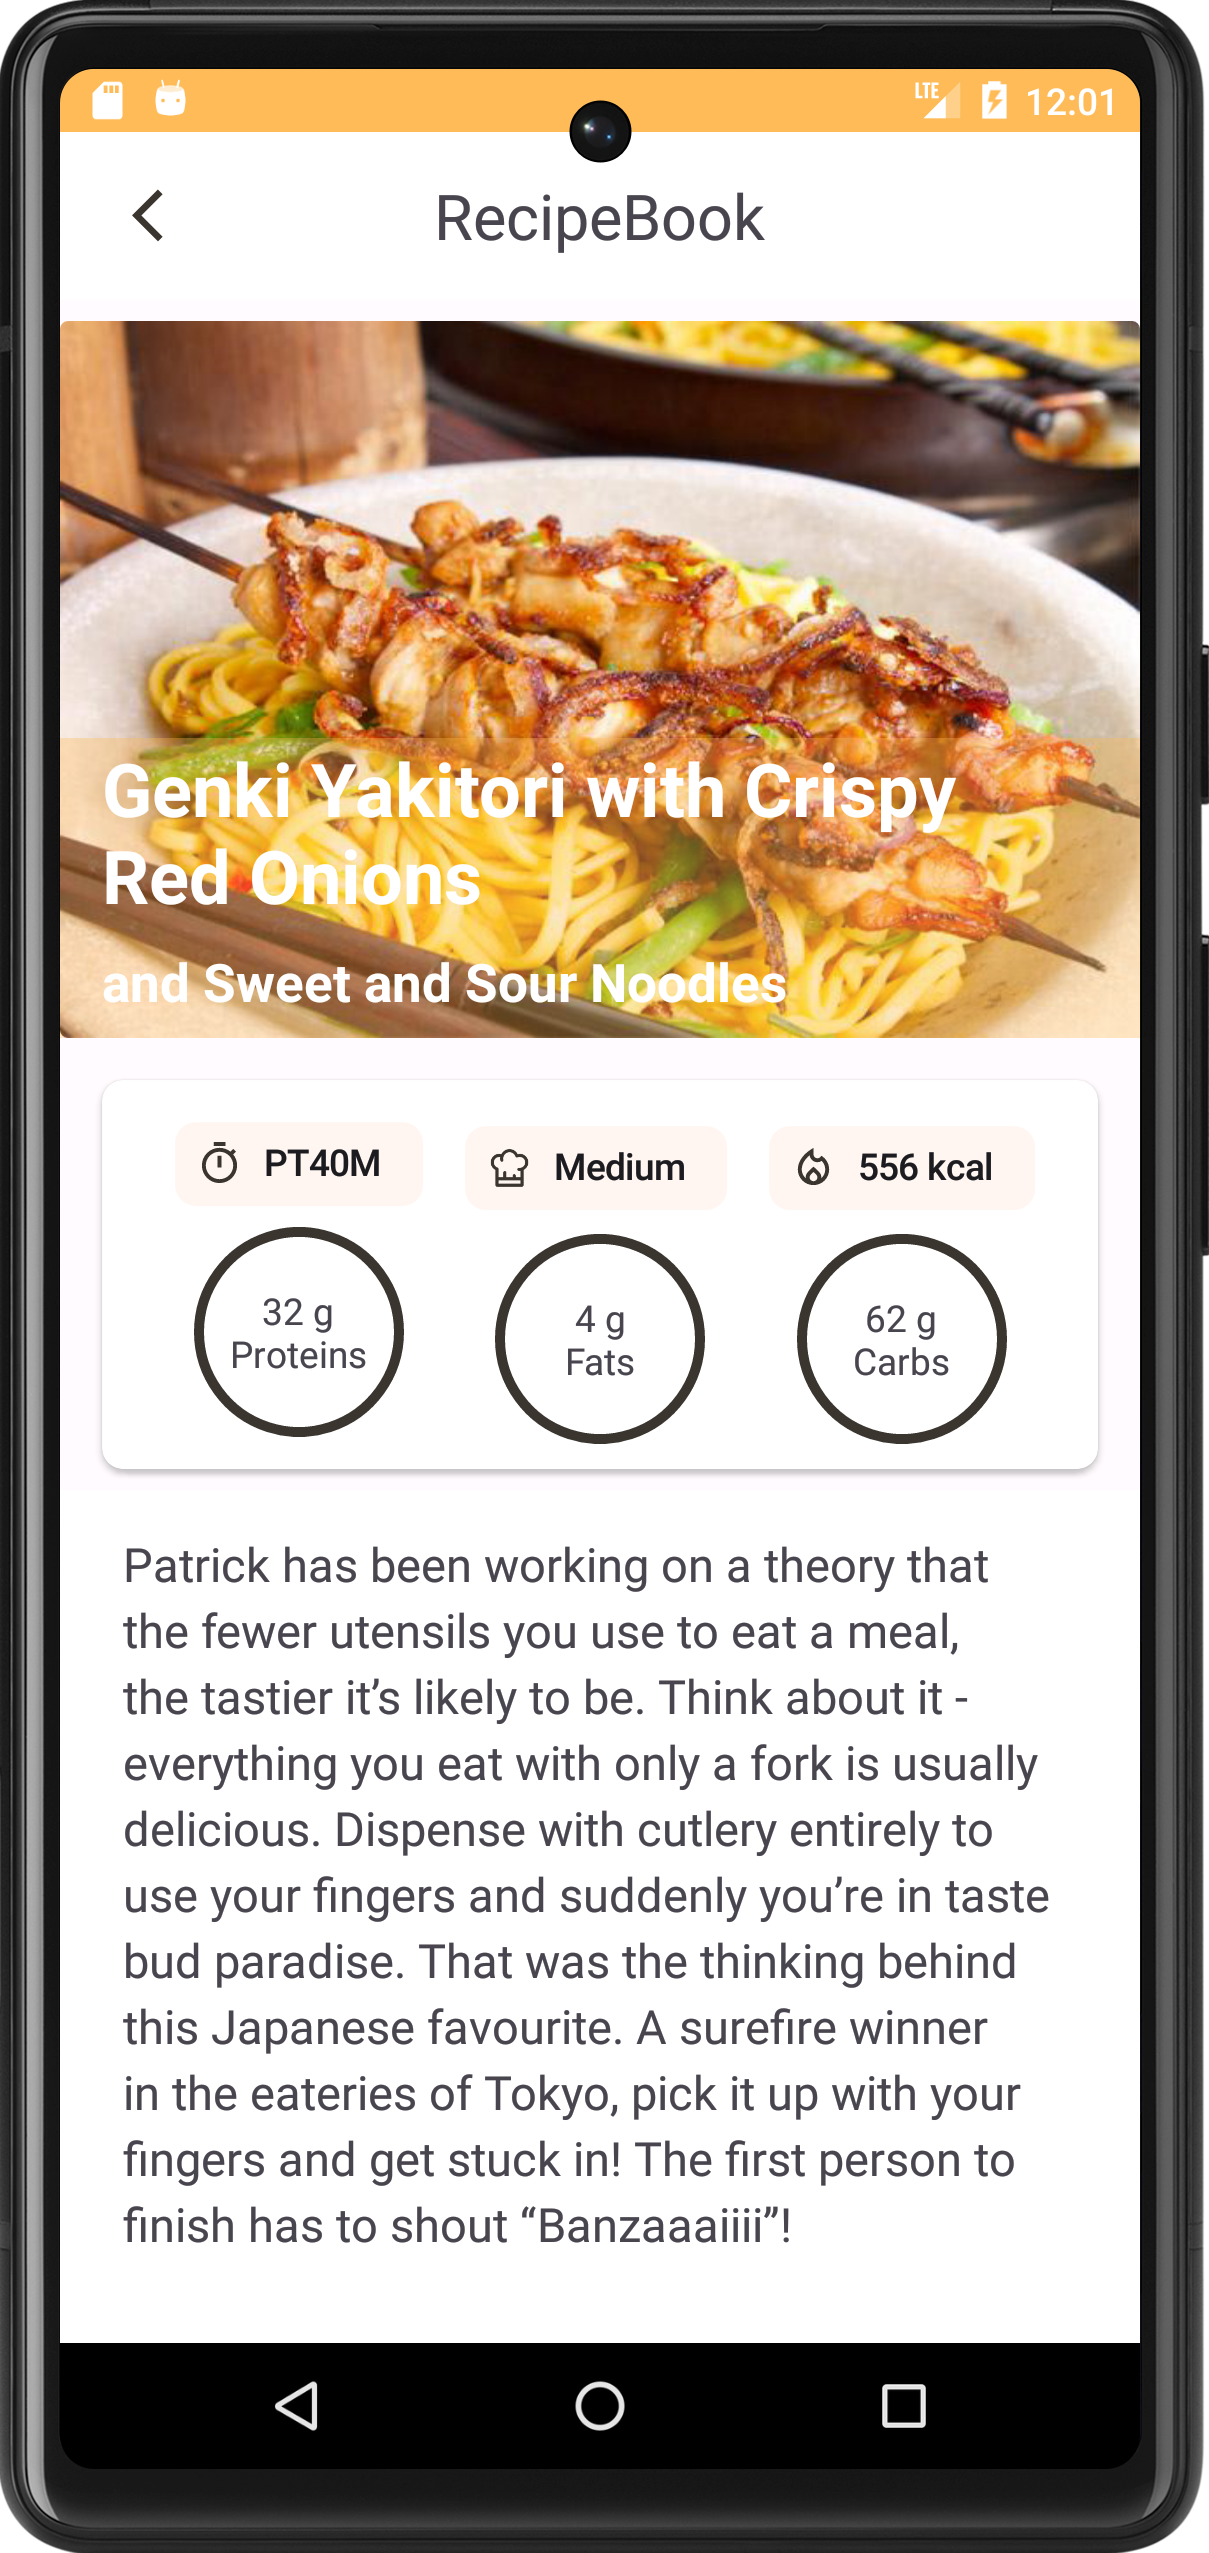 LTE 12:01
RecipeBook
Genki Yakitori with Crispy
Red Onions
and Sweet and Sour Noodles
PT40M Medium 556 kcal
32 g
Proteins
4 g
Fats
62 g
Carbs
Patrick has been working on a theory that
the fewer utensils you use to eat a meal,
the tastier it’s likely to be. Think about it -
everything you eat with only a fork is usually
delicious. Dispense with cutlery entirely to
use your fingers and suddenly you’re in taste
bud paradise. That was the thinking behind
this Japanese favourite. A surefire winner
in the eateries of Tokyo, pick it up with your
fingers and get stuck in! The first person to
finish has to shout “Banzaaaiiii”!